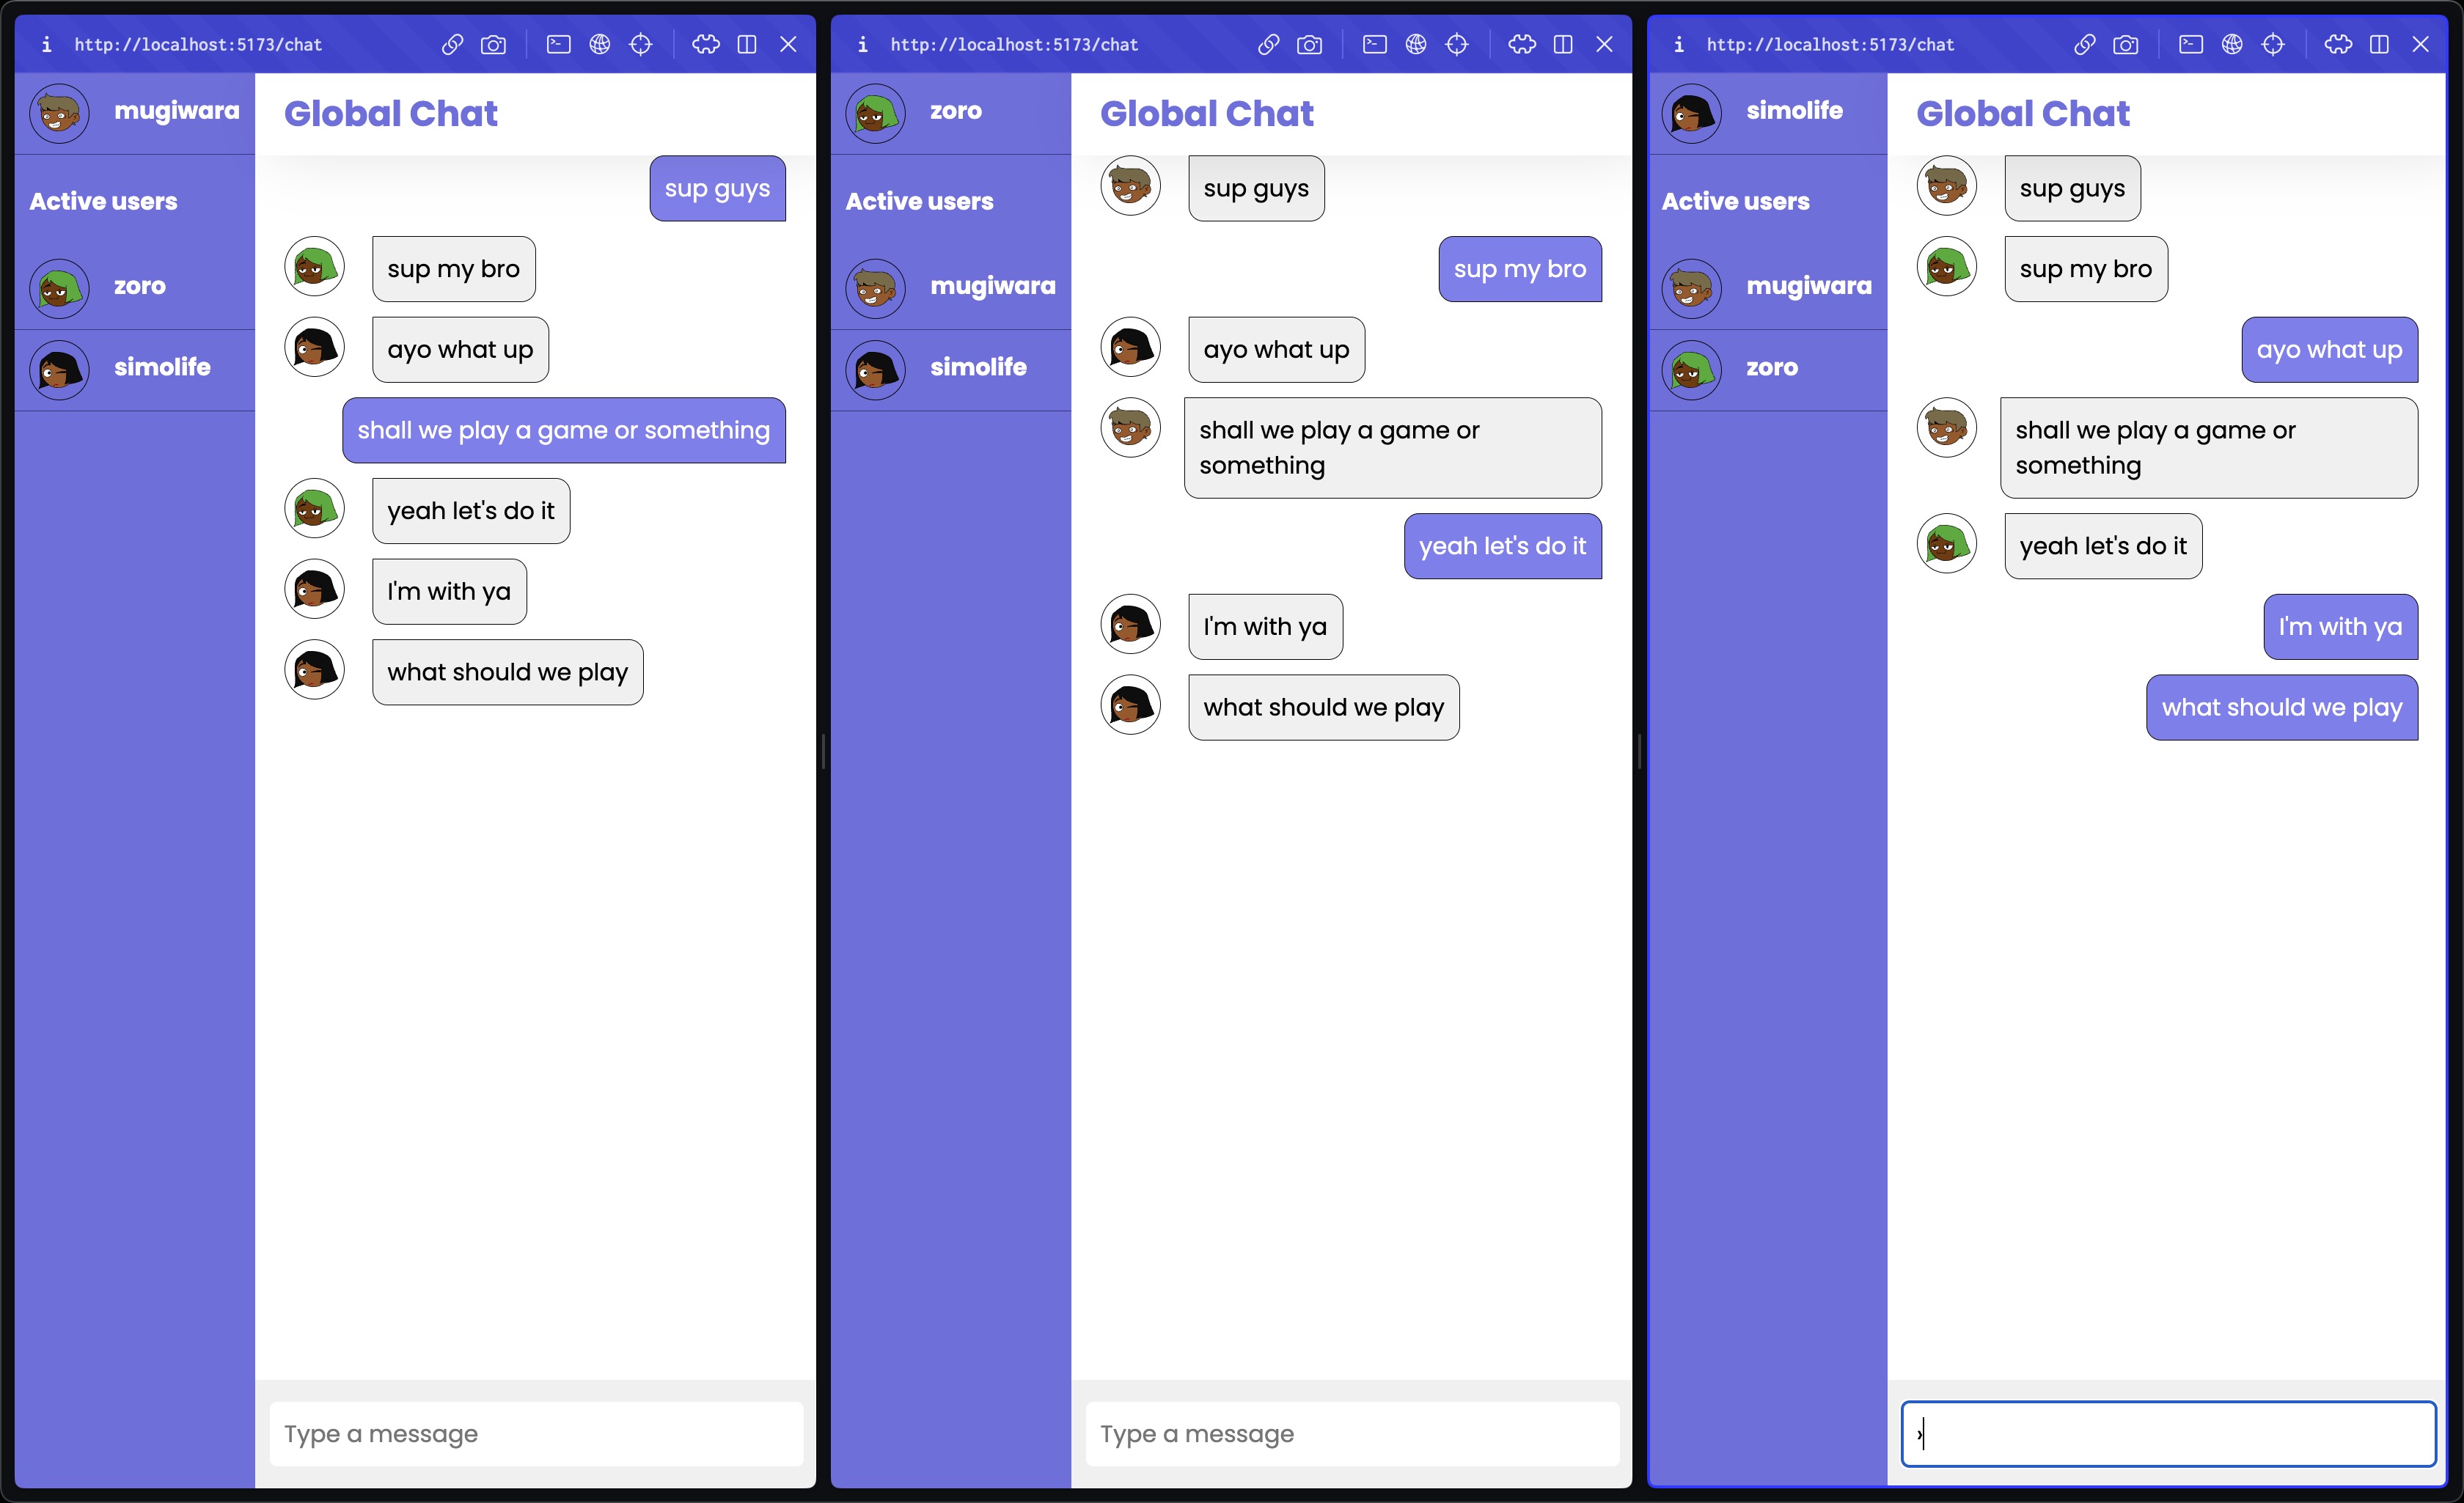 i http://localhost:5173/chat
mugiwara
Active users
zoro
simolife
Global Chat
sup guys
sup my bro
ayo what up
shall we play a game or something
yeah let's do it
I'm with ya
what should we play
Type a message
i http://localhost:5173/chat
zoro
Active users
mugiwara
simolife
Global Chat
sup guys
sup my bro
ayo what up
shall we play a game or
something
yeah let's do it
I'm with ya
what should we play
Type a message
i http://localhost:5173/chat
simolife
Active users
mugiwara
zoro
Global Chat
sup guys
sup my bro
ayo what up
shall we play a game or
something
yeah let's do it
I'm with ya
what should we play
›